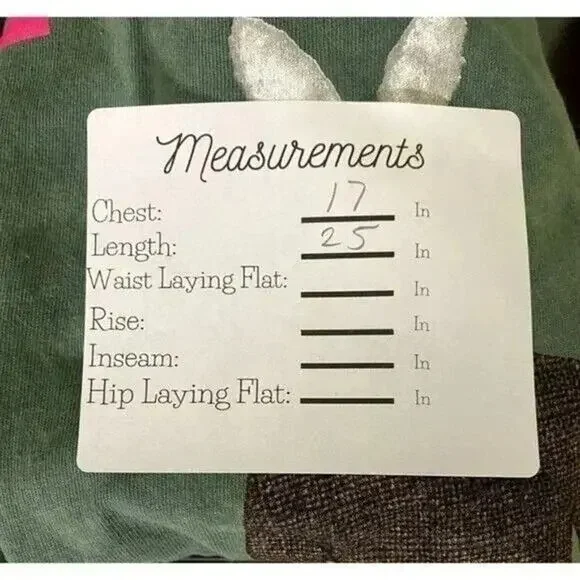 Measurements
Chest: 17 In
Length: 25 In
Waist Laying Flat: In
Rise: In
Inseam: In
Hip Laying Flat: In